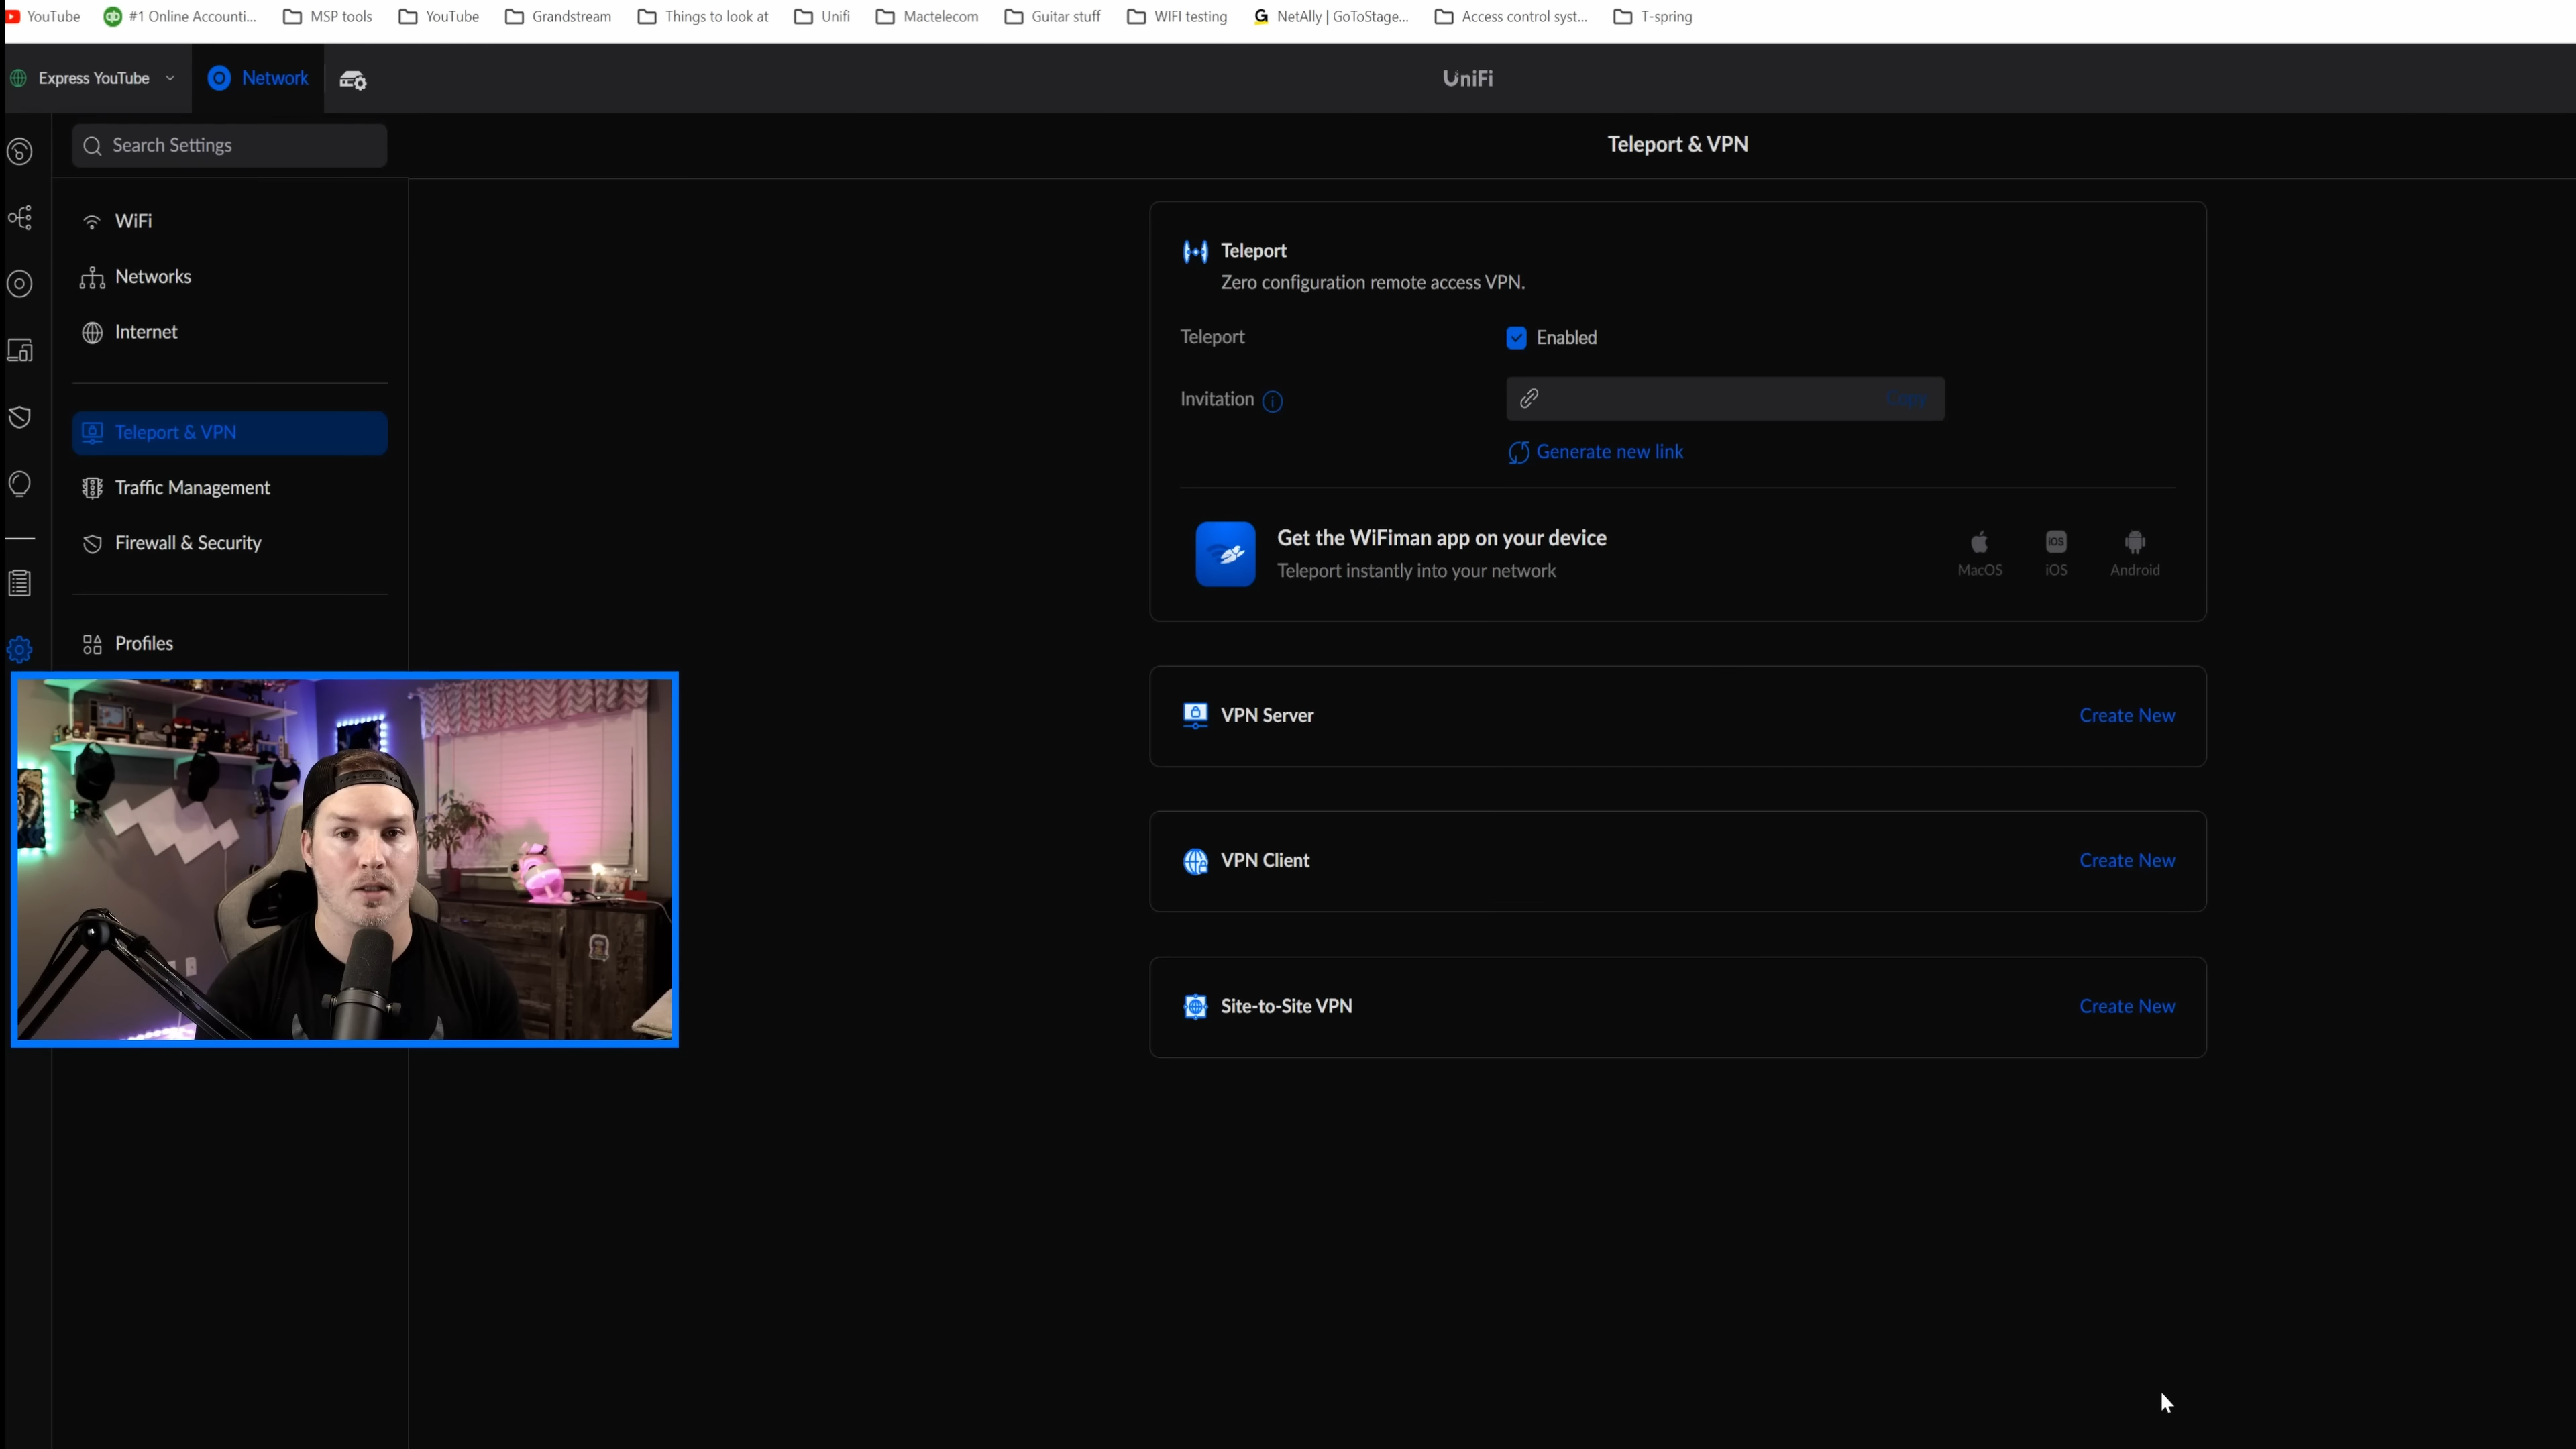 YouTube
#1 Online Accounti...
MSP tools
YouTube
Grandstream
Things to look at
Unifi
Mactelecom
Guitar stuff
WIFI testing
NetAlly | GoToStage...
Access control syst...
T-spring
Express YouTube
Network
UniFi
Search Settings
Teleport & VPN
WiFi
Networks
Internet
Teleport & VPN
Traffic Management
Firewall & Security
Profiles
Teleport
Zero configuration remote access VPN.
Teleport
Enabled
Invitation
Copy
Generate new link
Get the WiFiman app on your device
Teleport instantly into your network
MacOS
iOS
iOS
Android
VPN Server
Create New
VPN Client
Create New
Site-to-Site VPN
Create New